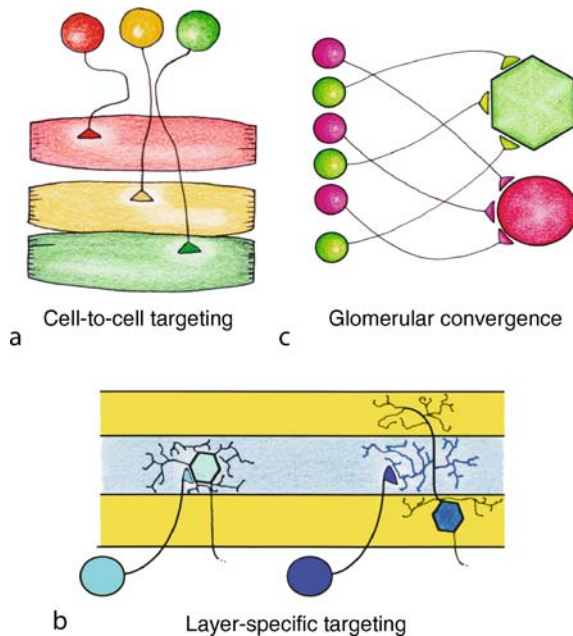 Cell-to-cell targeting
a
Glomerular convergence
c
b
Layer-specific targeting